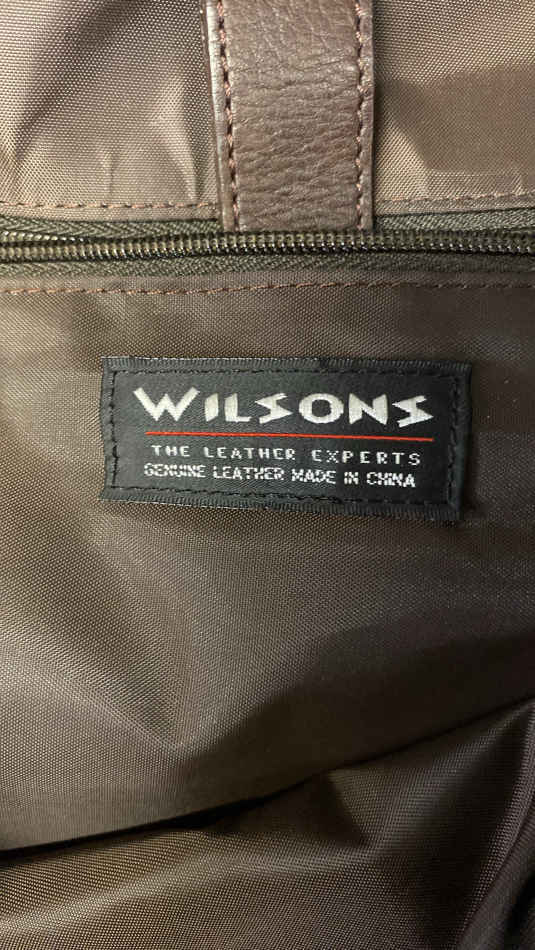 WILSONS
THE LEATHER EXPERTS
GENUINE LEATHER MADE IN CHINA